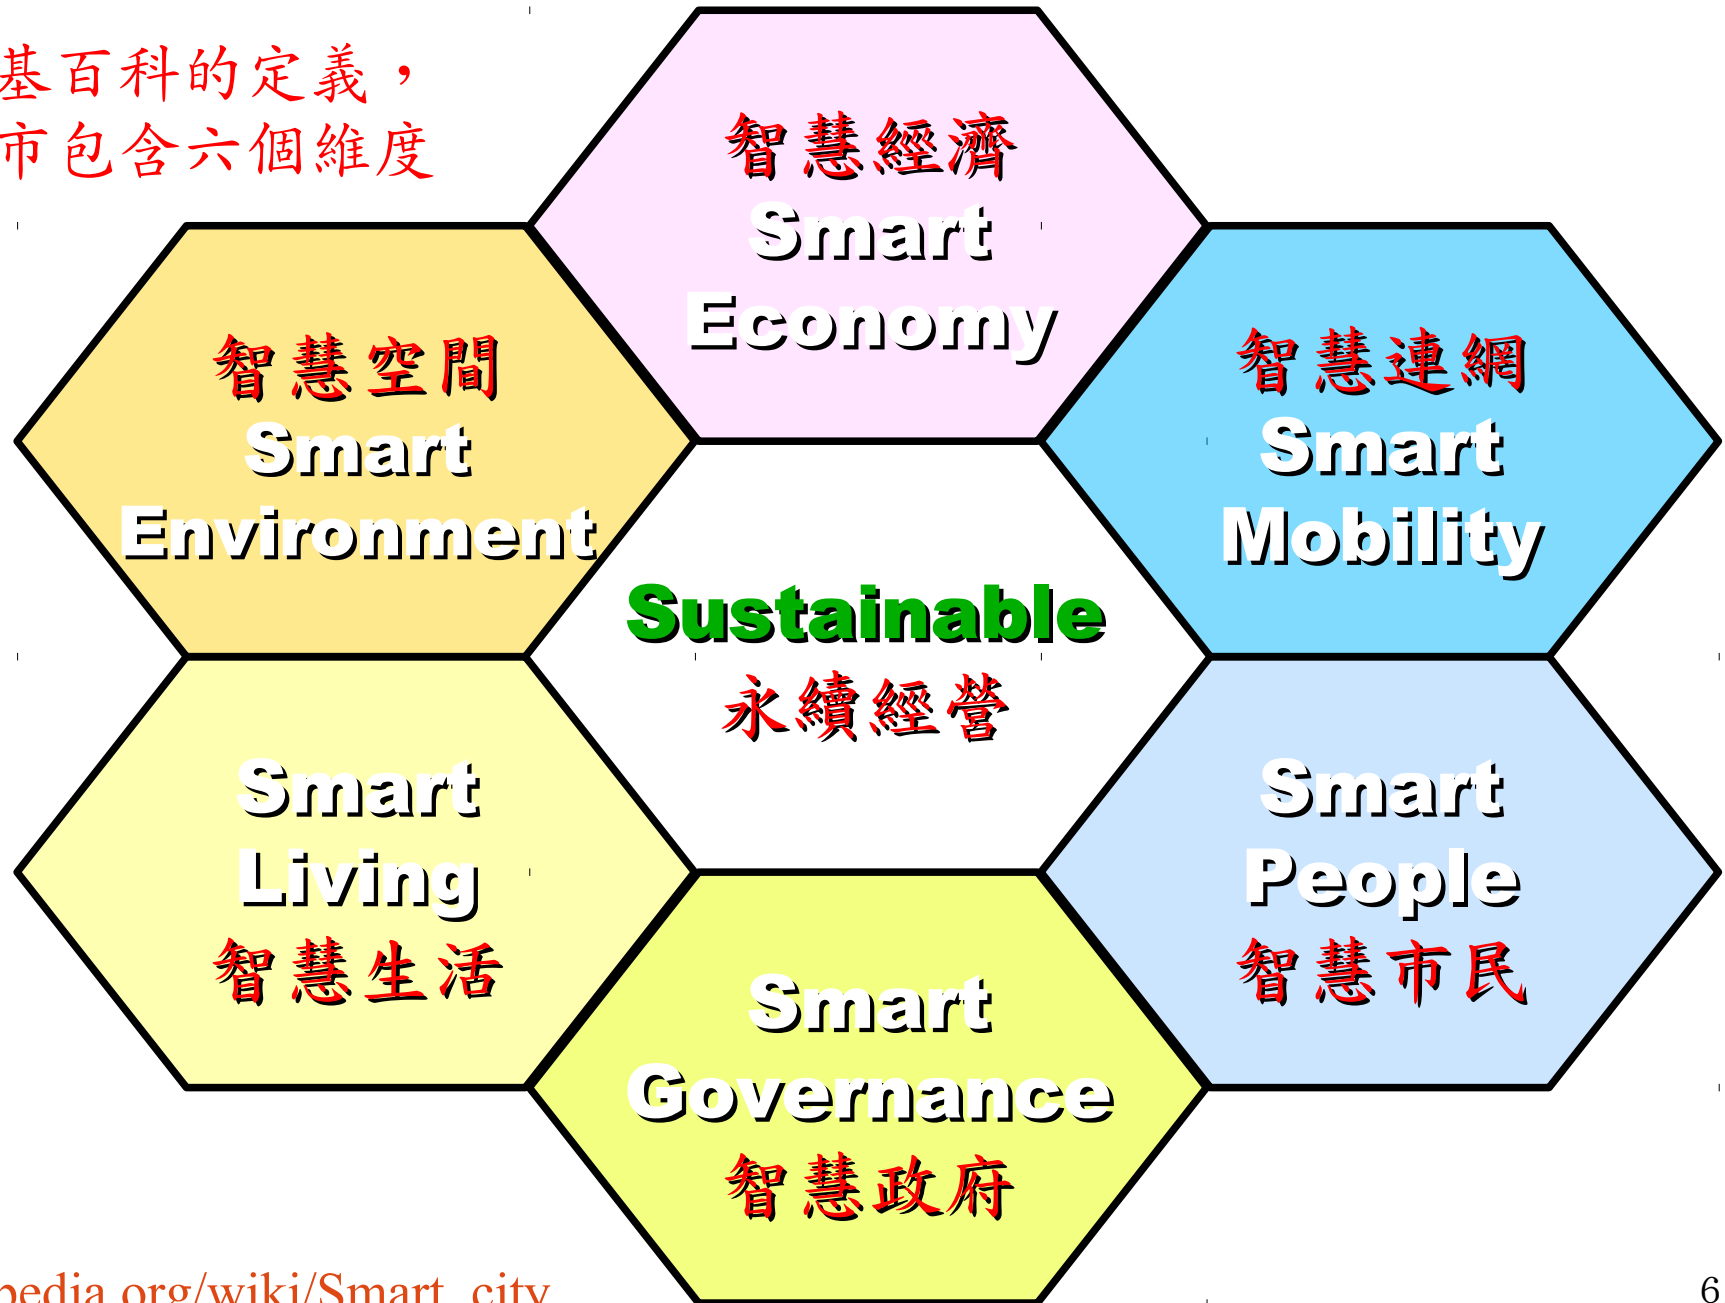 基百科的定義，
市包含六個維度
智慧經濟
Smart
Economy
智慧空間
Smart
Environment
智慧連網
Smart
Mobility
Sustainable
永續經營
Smart
Living
智慧生活
Smart
People
智慧市民
Smart
Governance
智慧政府
pedia.org/wiki/Smart_city
6